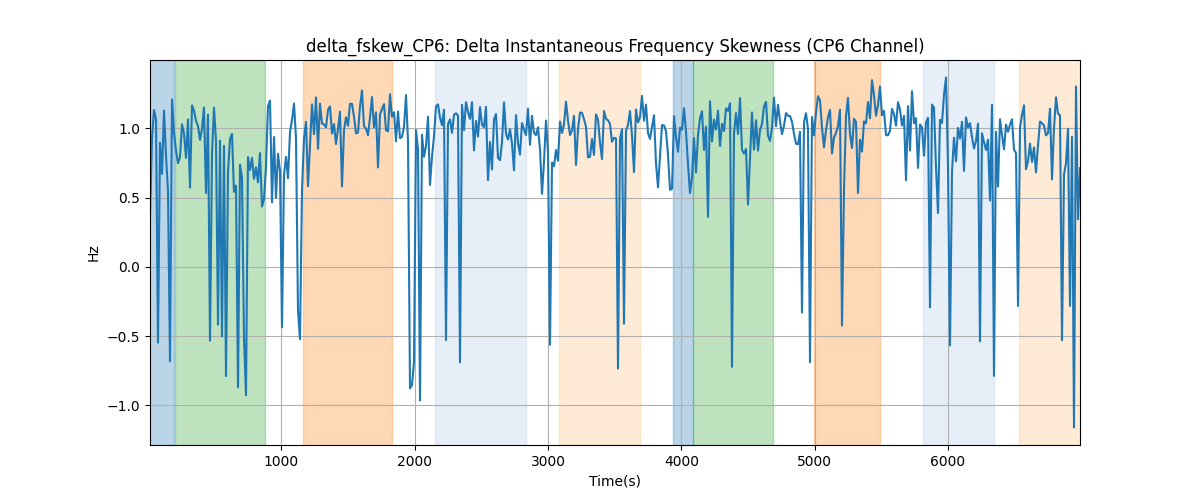 delta_fskew_CP6: Delta Instantaneous Frequency Skewness (CP6 Channel)
Hz
1.0
0.5
0.0
−0.5
−1.0
1000 2000 3000 4000 5000 6000
Time(s)